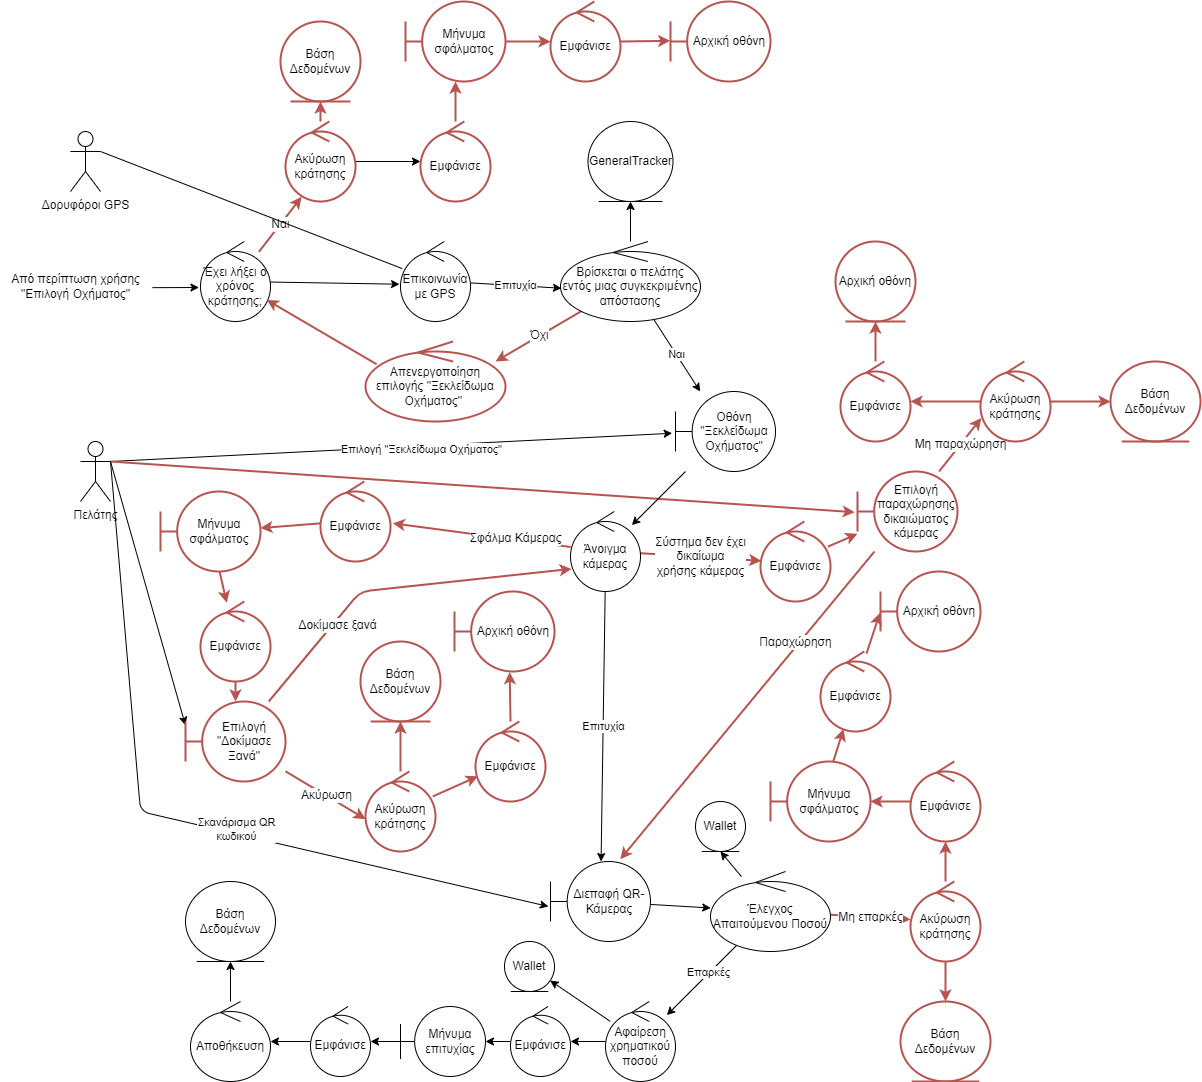 Μήνυμα
σφάλματος
Εμφάνισε
Αρχική οθόνη
Βάση
Δεδομένων
Ακύρωση
κράτησης
Εμφάνισε
GeneralTracker
Δορυφόροι GPS
Ναι
Από περίπτωση χρήσης
"Επιλογή Οχήματος"
Έχει λήξει ο
χρόνος
κράτησης;
Επικοινωνία
με GPS
Επιτυχία
Βρίσκεται ο πελάτης
εντός μιας συγκεκριμένης
απόστασης
Αρχική οθόνη
Όχι
Ναι
Απενεργοποίηση
επιλογής "Ξεκλείδωμα
Οχήματος"
Εμφάνισε
Ακύρωση
κράτησης
Βάση
Δεδομένων
Οθόνη
"Ξεκλείδωμα
Οχήματος"
Επιλογή "Ξεκλείδωμα Οχήματος"
Μη παραχώρηση
Πελάτης
Επιλογή
παραχώρησης
δικαιώματος
κάμερας
Μήνυμα
σφάλματος
Εμφάνισε
Σφάλμα Κάμερας
Άνοιγμα
κάμερας
Σύστημα δεν έχει
δικαίωμα
χρήσης κάμερας
Εμφάνισε
Εμφάνισε
Δοκίμασε ξανά
Αρχική οθόνη
Παραχώρηση
Αρχική οθόνη
Βάση
Δεδομένων
Εμφάνισε
Επιλογή
"Δοκίμασε
Ξανά"
Επιτυχία
Εμφάνισε
Ακύρωση
Ακύρωση
κράτησης
Μήνυμα
σφάλματος
Εμφάνισε
Σκανάρισμα QR
κωδικού
Wallet
Διεπαφή QR-
Κάμερας
Έλεγχος
Απαιτούμενου Ποσού
Μη επαρκές
Ακύρωση
κράτησης
Βάση
Δεδομένων
Wallet
Επαρκές
Αποθήκευση
Εμφάνισε
Μήνυμα
επιτυχίας
Εμφάνισε
Αφαίρεση
χρηματικού
ποσού
Βάση
Δεδομένων